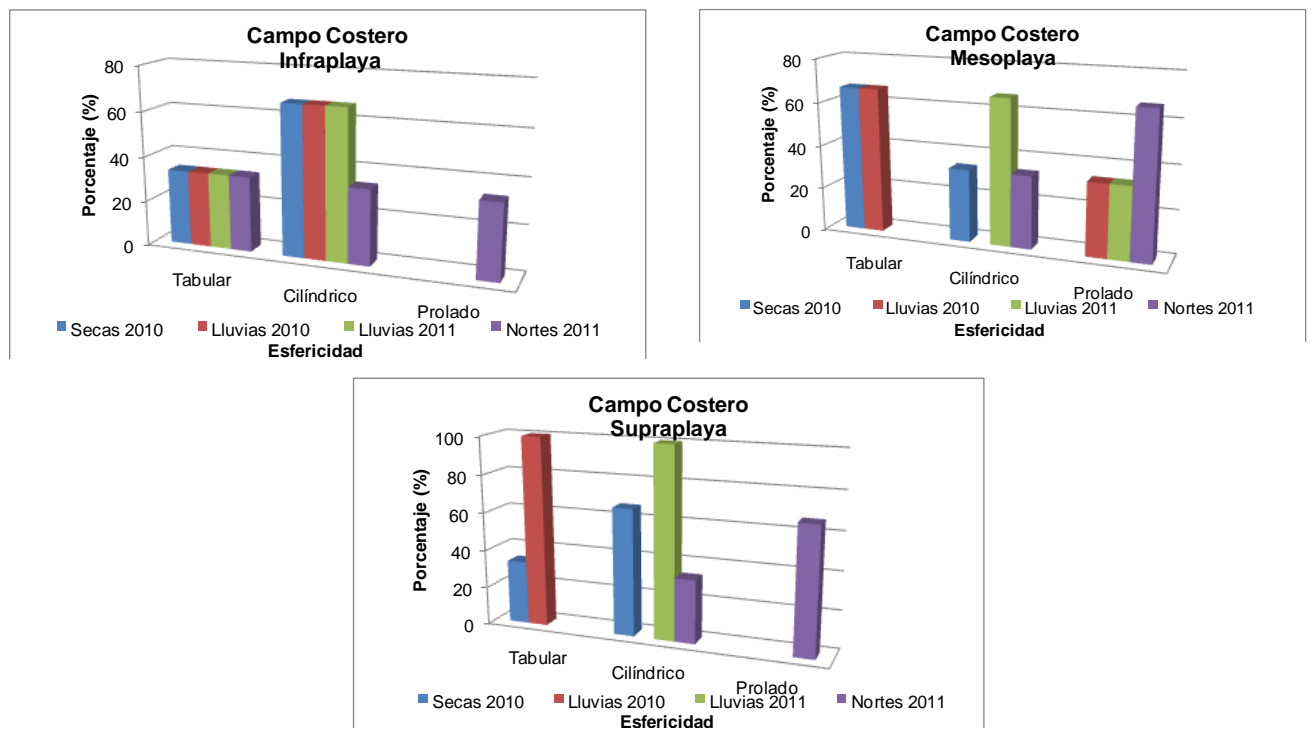 Campo Costero
Infraplaya
Porcentaje (%)
80
60
40
20
0
Tabular
Cilíndrico
Prolado
Secas 2010 Lluvias 2010 Lluvias 2011 Nortes 2011
Esfericidad
Campo Costero
Mesoplaya
Porcentaje (%)
80
60
40
20
0
Tabular
Cilíndrico
Prolado
Secas 2010 Lluvias 2010 Lluvias 2011 Nortes 2011
Esfericidad
Campo Costero
Supraplaya
Porcentaje (%)
100
80
60
40
20
0
Tabular
Cilíndrico
Prolado
Secas 2010 Lluvias 2010 Lluvias 2011 Nortes 2011
Esfericidad